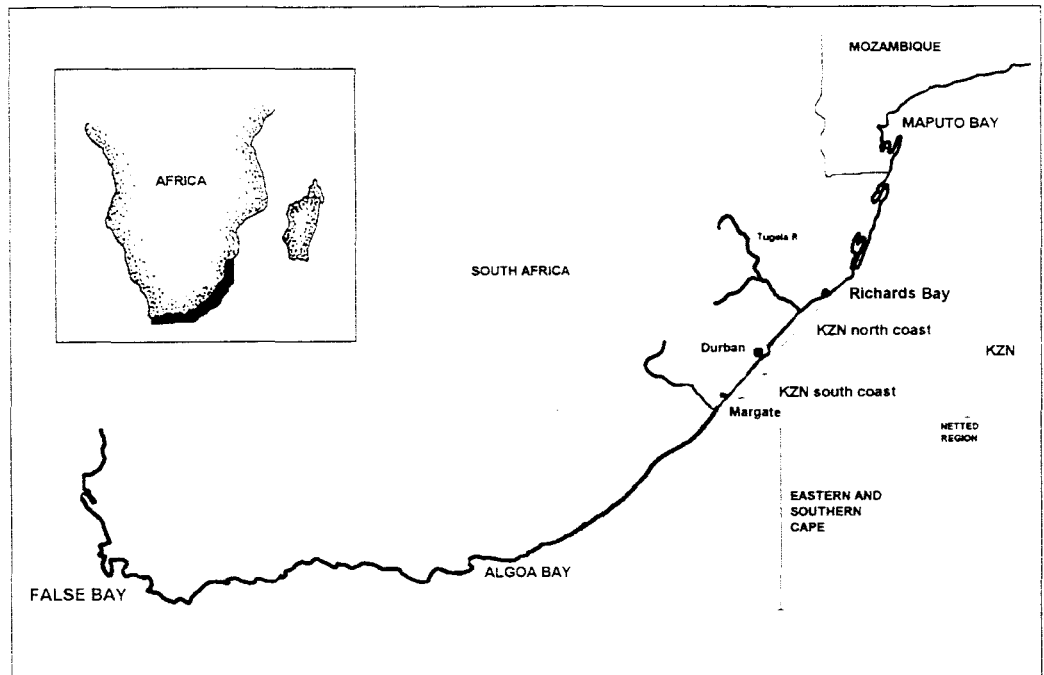 MOZAMBIQUE
MAPUTO BAY
AFRICA
Tugela R
SOUTH AFRICA
Richards Bay
KZN north coast
Durban
KZN
KZN south coast
Margate
NETTED
REGION
EASTERN AND
SOUTHERN
CAPE
ALGOA BAY
FALSE BAY